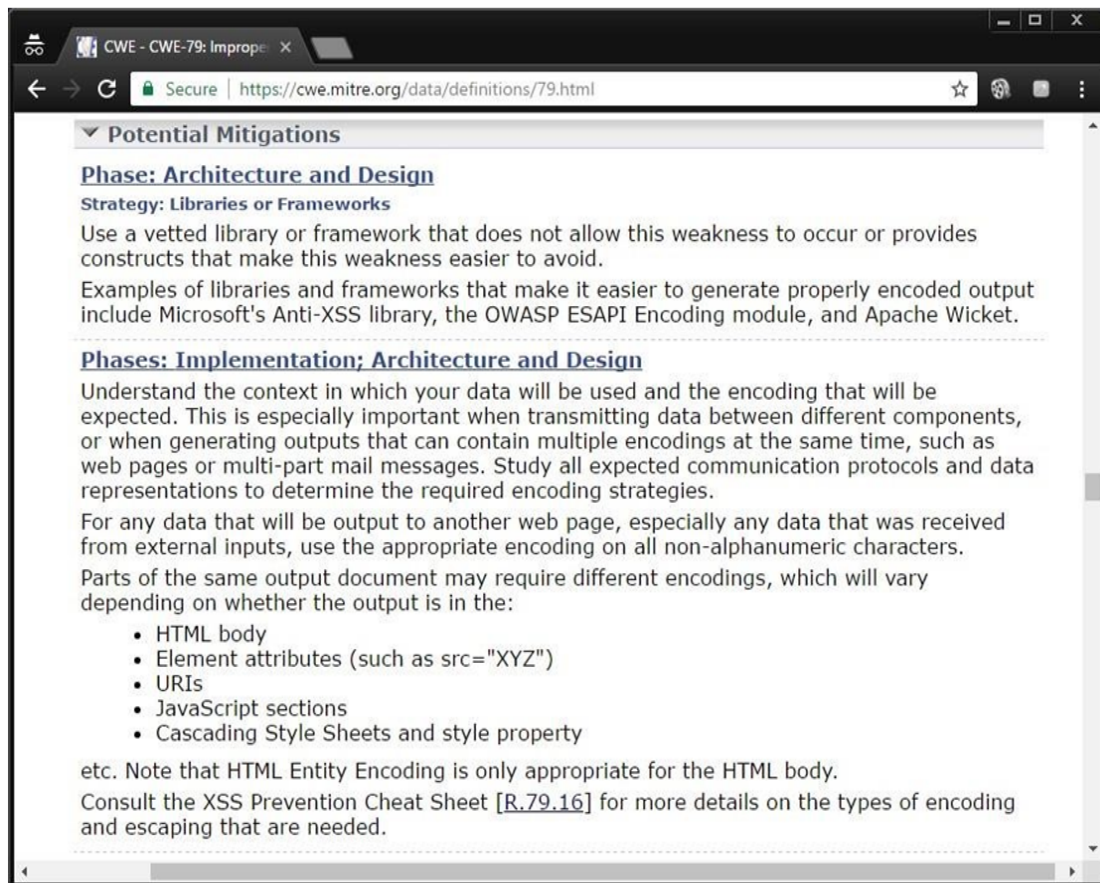 CWE - CWE-79: Imprope
Secure | https://cwe.mitre.org/data/definitions/79.html
Potential Mitigations
Phase: Architecture and Design
Strategy: Libraries or Frameworks
Use a vetted library or framework that does not allow this weakness to occur or provides
constructs that make this weakness easier to avoid.
Examples of libraries and frameworks that make it easier to generate properly encoded output
include Microsoft's Anti-XSS library, the OWASP ESAPI Encoding module, and Apache Wicket.
Phases: Implementation; Architecture and Design
Understand the context in which your data will be used and the encoding that will be
expected. This is especially important when transmitting data between different components,
or when generating outputs that can contain multiple encodings at the same time, such as
web pages or multi-part mail messages. Study all expected communication protocols and data
representations to determine the required encoding strategies.
For any data that will be output to another web page, especially any data that was received
from external inputs, use the appropriate encoding on all non-alphanumeric characters.
Parts of the same output document may require different encodings, which will vary
depending on whether the output is in the:
• HTML body
• Element attributes (such as src="XYZ")
• URIs
• JavaScript sections
• Cascading Style Sheets and style property
etc. Note that HTML Entity Encoding is only appropriate for the HTML body.
Consult the XSS Prevention Cheat Sheet [R.79.16] for more details on the types of encoding
and escaping that are needed.